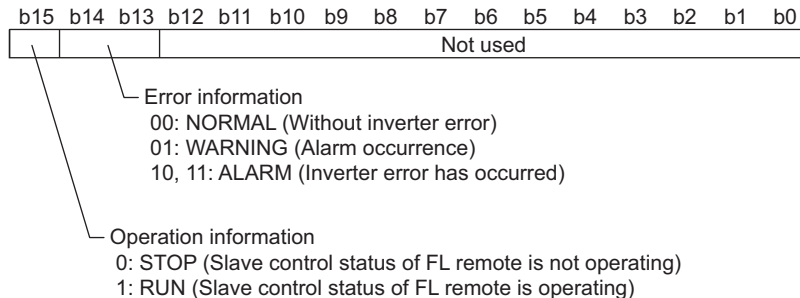 b15 b14 b13 b12 b11 b10 b9 b8 b7 b6 b5 b4 b3 b2 b1 b0
Not used
Error information
00: NORMAL (Without inverter error)
01: WARNING (Alarm occurrence)
10, 11: ALARM (Inverter error has occurred)
Operation information
0: STOP (Slave control status of FL remote is not operating)
1: RUN (Slave control status of FL remote is operating)